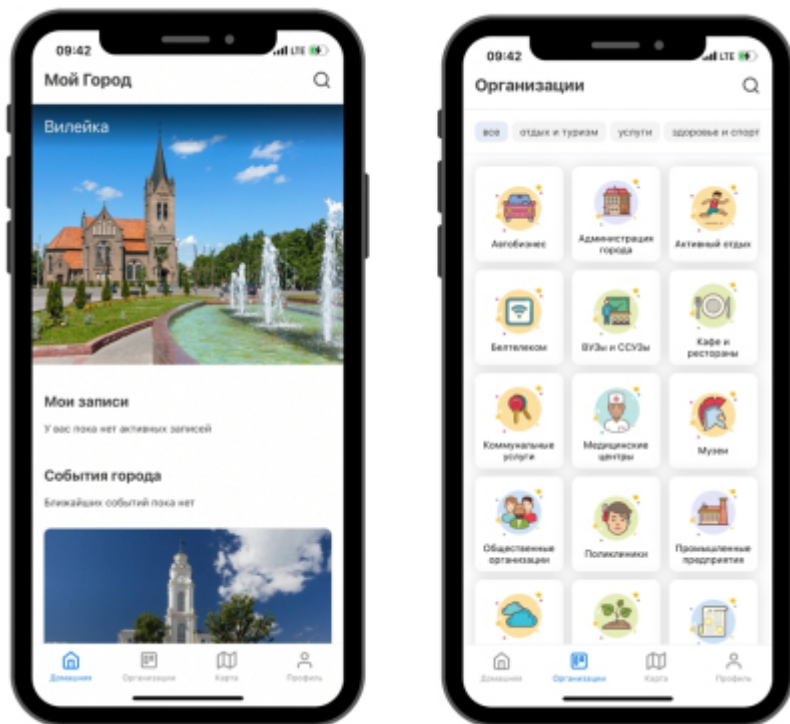 09:42
LTE
Мой Город
Вилейка
Мои записи
У вас пока нет активных записей
События города
Ближайших событий пока нет
Домашняя
Организации
Карта
Профиль
09:42
LTE
Организации
все
отдых и туризм
услуги
здоровье и спорт
Автобизнес
Администрация
города
Активный отдых
Белтелеком
ВУЗы и ССУЗы
Кафе и
рестораны
Коммунальные
услуги
Медицинские
центры
Музеи
Общественные
организации
Поликлиники
Промышленные
предприятия
Домашняя
Организации
Карта
Профиль